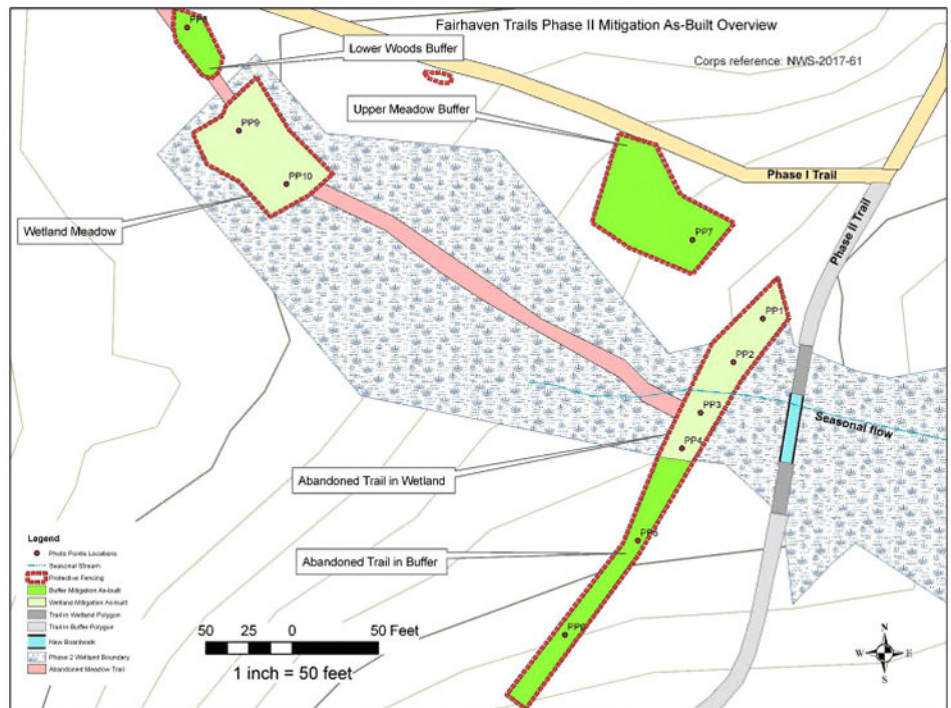 Fairhaven Trails Phase II Mitigation As-Built Overview
Corps reference: NWS-2017-61
Lower Woods Buffer
Upper Meadow Buffer
PP9
PP10
Phase I Trail
Wetland Meadow
PP7
Phase II Trail
PP1
PP2
PP3
Seasonal flow
PP4
Abandoned Trail in Wetland
Abandoned Trail in Buffer
PP6
Legend
Photo Points Locations
Seasonal Stream
Protective Fencing
Buffer Mitigation As-built
Wetland Mitigation As-built
Trail in Wetland Polygon
Trail in Buffer Polygon
New Boardwalk
Phase 2 Wetland Boundary
Abandoned Meadow Trail
50 25 0 50 Feet
1 inch = 50 feet
N
W E
S